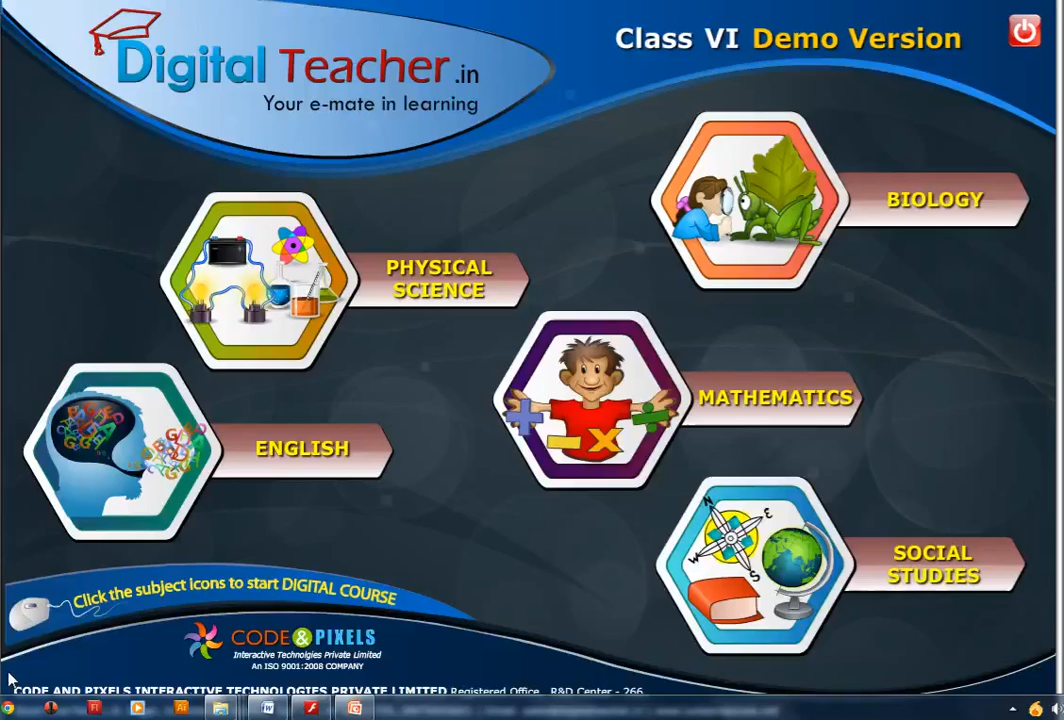 Digital Teacher.in
Your e-mate in learning
Class VI Demo Version
BIOLOGY
PHYSICAL
SCIENCE
MATHEMATICS
ENGLISH
SOCIAL
STUDIES
N
E
W
S
Click the subject icons to start DIGITAL COURSE
CODE & PIXELS
Interactive Technolgies Private Limited
An ISO 9001:2008 COMPANY
CODE AND PIXELS INTERACTIVE TECHNOLOGIES PRIVATE LIMITED Registered Office, R&D Center - 266